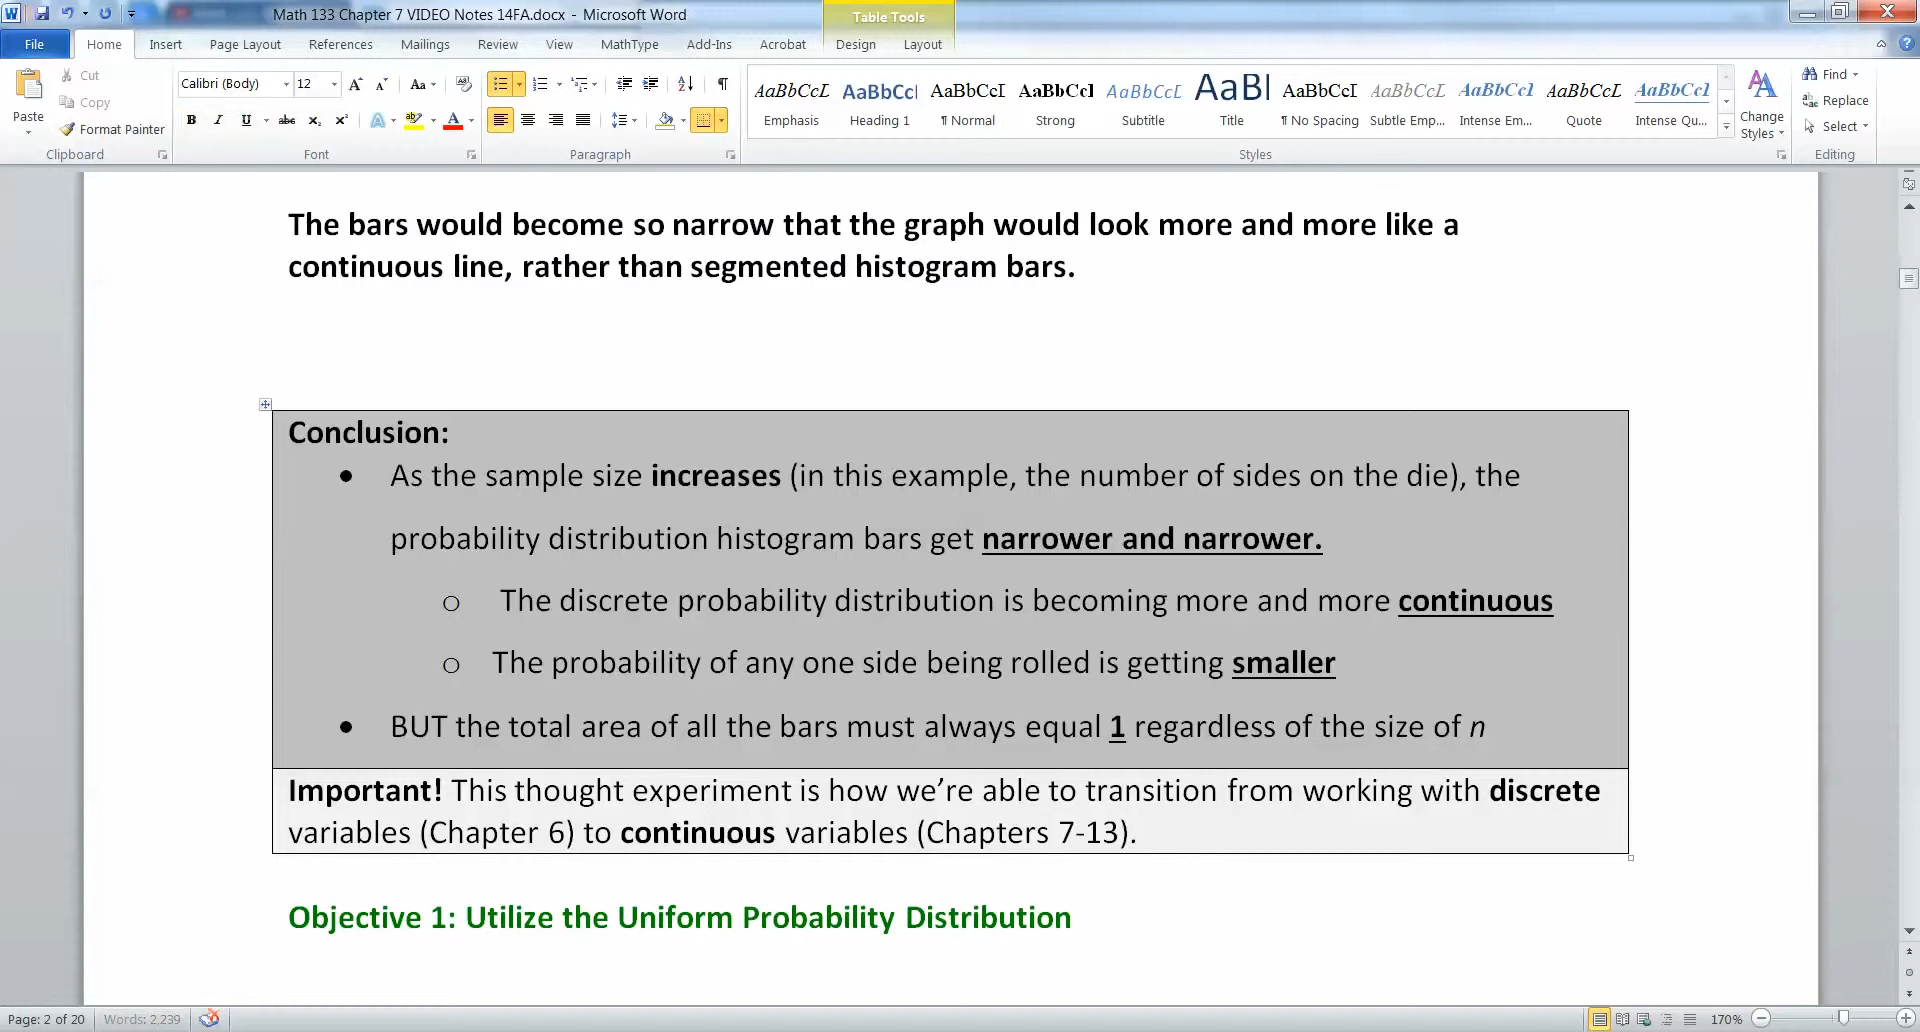 Math 133 Chapter 7 VIDEO Notes 14FA.docx - Microsoft Word
Table Tools
File Home Insert Page Layout References Mailings Review View MathType Add-Ins Acrobat Design Layout
Cut
Copy
Paste
Format Painter
Clipboard
Calibri (Body) 12
Font
Paragraph
AaBbCcL AaBbCcI AaBbCcI AaBbCcI AaBbCcL AaBI AaBbCcI AaBbCcL AaBbCcI AaBbCcL AaBbCcI
Emphasis Heading 1 ¶ Normal Strong Subtitle Title ¶ No Spacing Subtle Emp... Intense Em... Quote Intense Qu...
Styles
Change
Styles
Find
Replace
Select
Editing
The bars would become so narrow that the graph would look more and more like a
continuous line, rather than segmented histogram bars.
Conclusion:
• As the sample size increases (in this example, the number of sides on the die), the
probability distribution histogram bars get narrower and narrower.
o The discrete probability distribution is becoming more and more continuous
o The probability of any one side being rolled is getting smaller
• BUT the total area of all the bars must always equal 1 regardless of the size of n
Important! This thought experiment is how we’re able to transition from working with discrete
variables (Chapter 6) to continuous variables (Chapters 7-13).
Objective 1: Utilize the Uniform Probability Distribution
Page: 2 of 20 Words: 2,239 170%